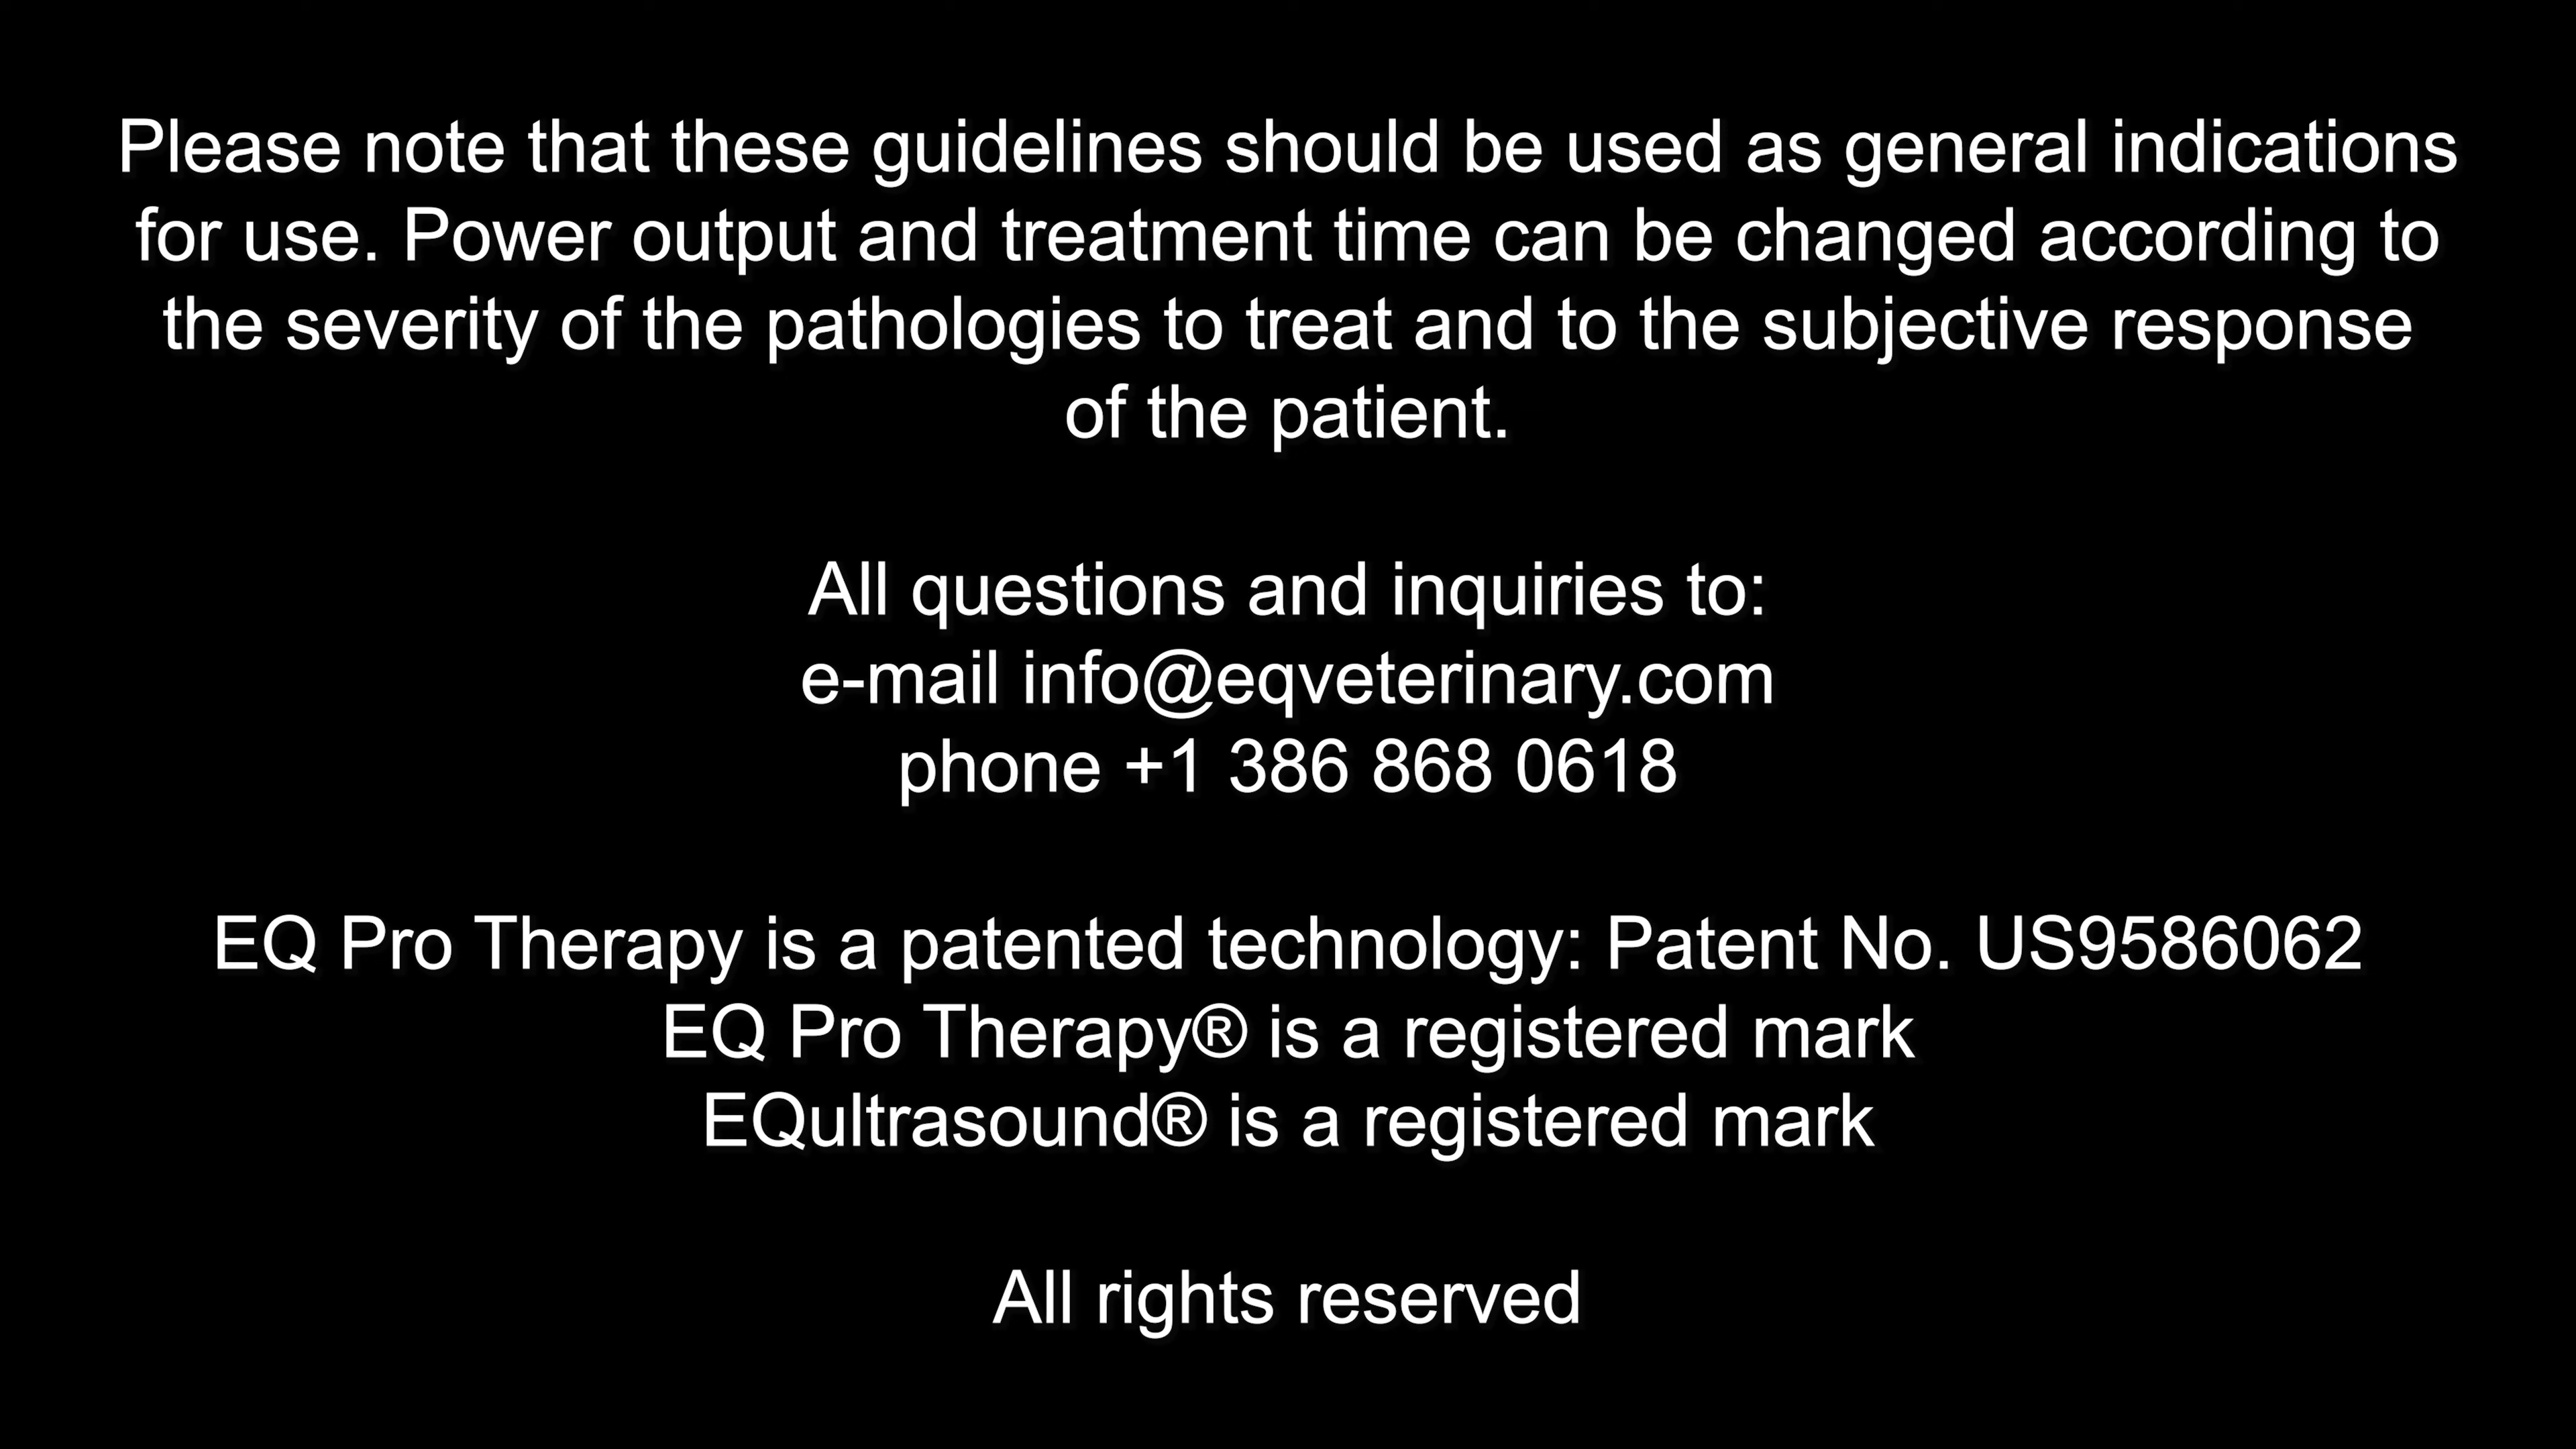 Please note that these guidelines should be used as general indications
for use. Power output and treatment time can be changed according to
the severity of the pathologies to treat and to the subjective response
of the patient.
All questions and inquiries to:
e-mail info@eqveterinary.com
phone +1 386 868 0618
EQ Pro Therapy is a patented technology: Patent No. US9586062
EQ Pro Therapy® is a registered mark
EQultrasound® is a registered mark
All rights reserved